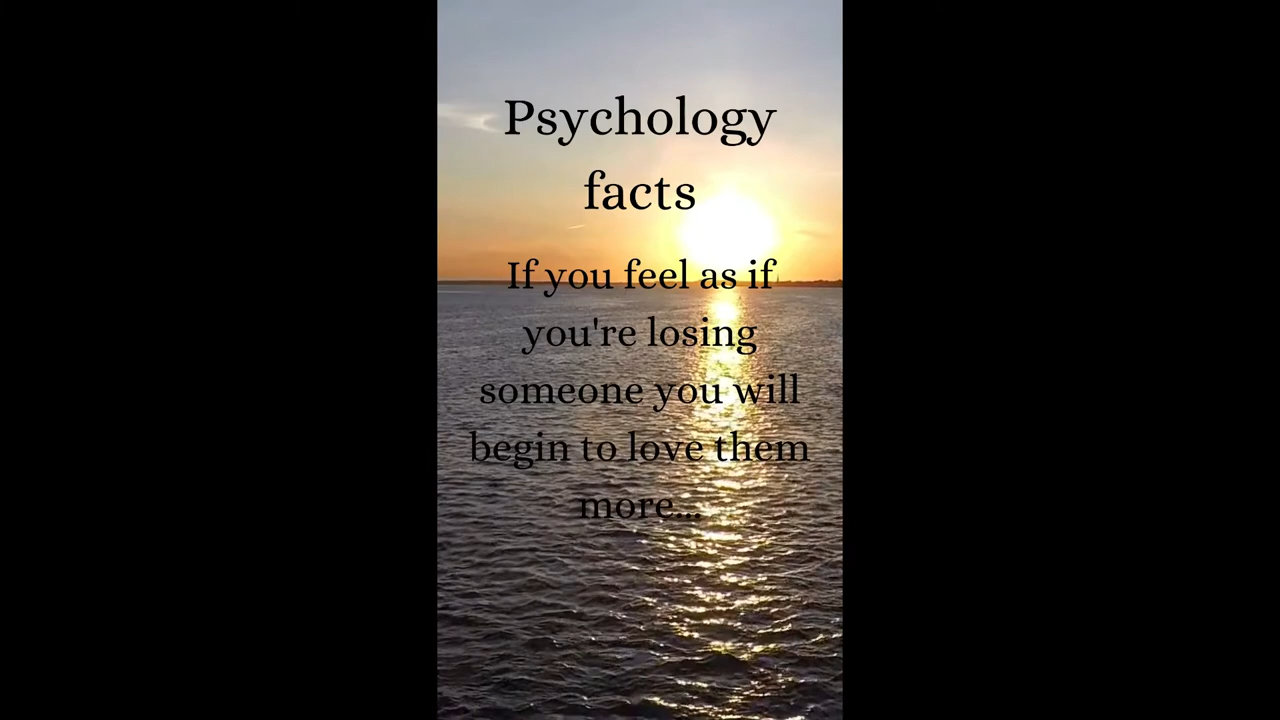 Psychology
facts
If you feel as if
you're losing
someone you will
begin to love them
more...